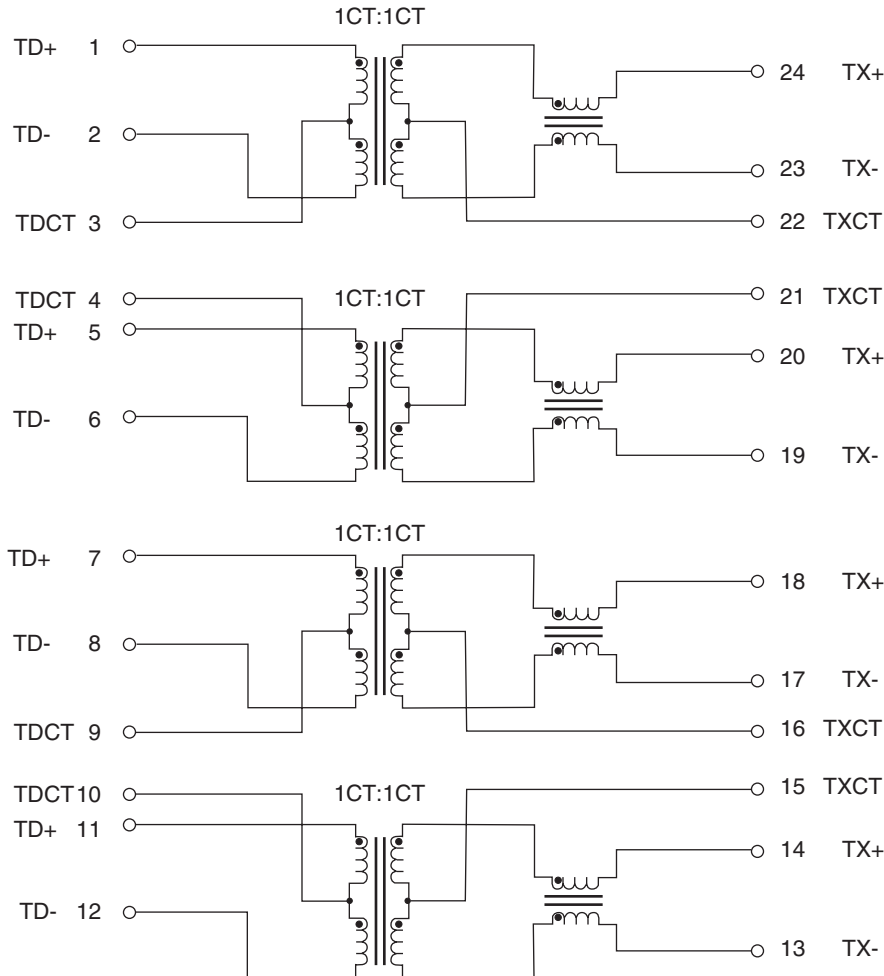 1CT:1CT
TD+ 1
24 TX+
TD- 2
23 TX-
TDCT 3
22 TXCT
TDCT 4
1CT:1CT
21 TXCT
TD+ 5
20 TX+
TD- 6
19 TX-
1CT:1CT
TD+ 7
18 TX+
TD- 8
17 TX-
TDCT 9
16 TXCT
TDCT 10
1CT:1CT
15 TXCT
TD+ 11
14 TX+
TD- 12
13 TX-